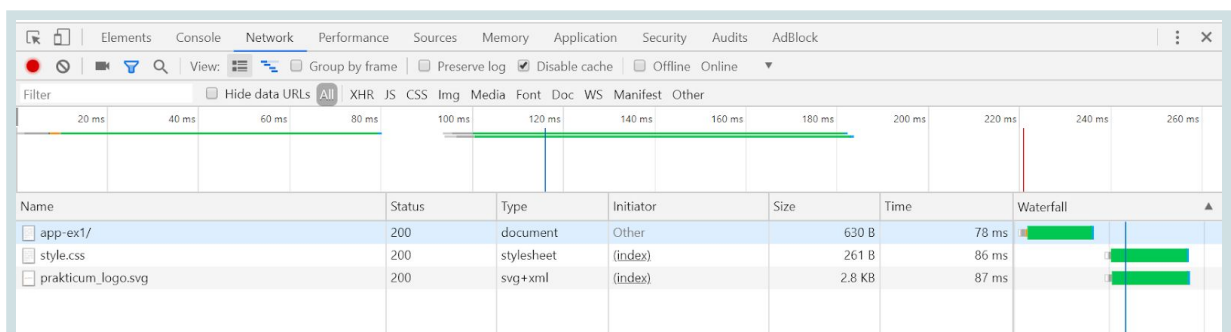 Elements Console Network Performance Sources Memory Application Security Audits AdBlock
View: Group by frame Preserve log Disable cache Offline Online
Filter Hide data URLs All XHR JS CSS Img Media Font Doc WS Manifest Other
20 ms 40 ms 60 ms 80 ms 100 ms 120 ms 140 ms 160 ms 180 ms 200 ms 220 ms 240 ms 260 ms
Name Status Type Initiator Size Time Waterfall
app-ex1/ 200 document Other 630 B 78 ms
style.css 200 stylesheet (index) 261 B 86 ms
prakticum_logo.svg 200 svg+xml (index) 2.8 KB 87 ms